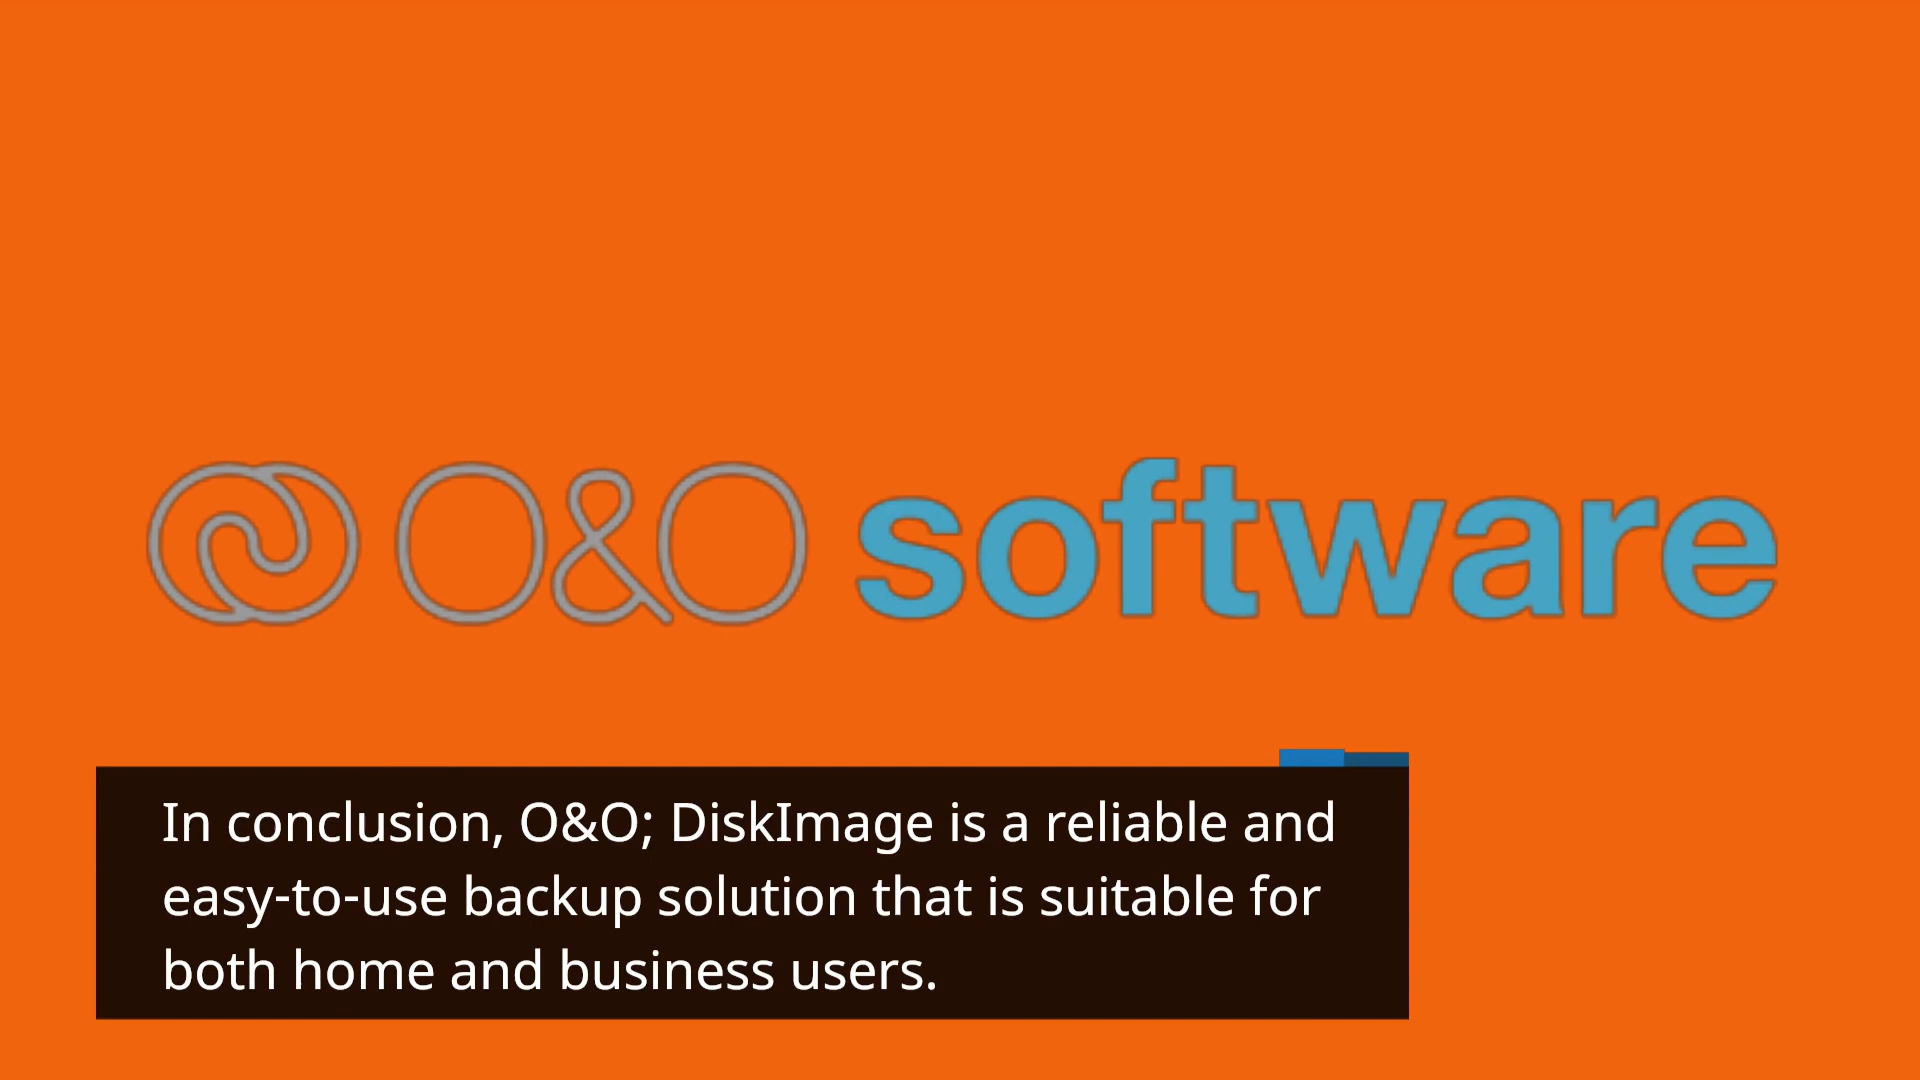 O&O software
In conclusion, O&O; DiskImage is a reliable and
easy-to-use backup solution that is suitable for
both home and business users.